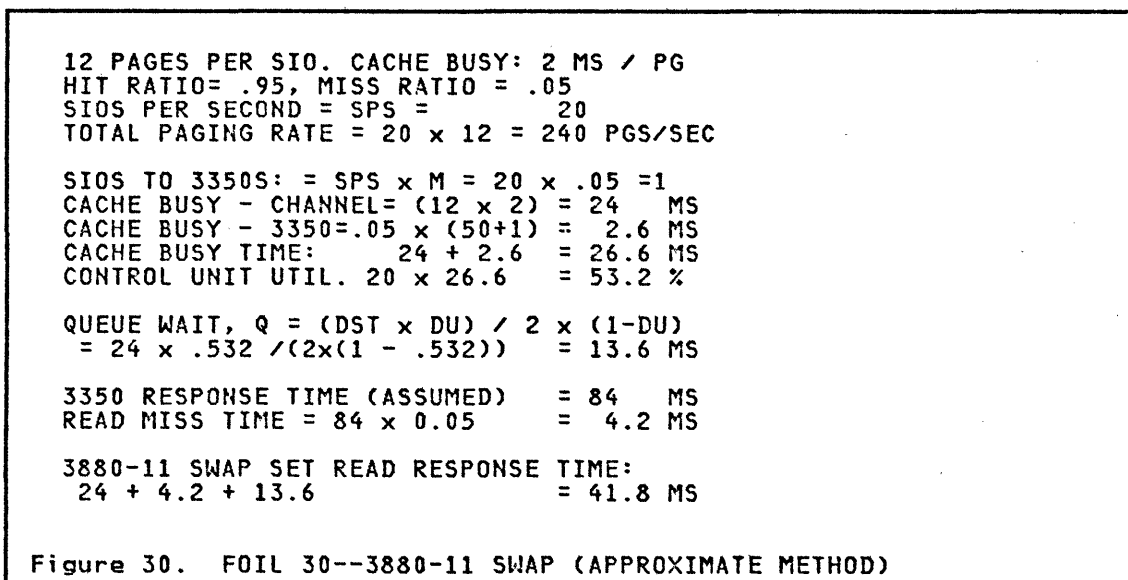 12 PAGES PER SIO. CACHE BUSY: 2 MS / PG
HIT RATIO= .95, MISS RATIO = .05
SIOS PER SECOND = SPS = 20
TOTAL PAGING RATE = 20 x 12 = 240 PGS/SEC
SIOS TO 3350S: = SPS x M = 20 x .05 =1
CACHE BUSY - CHANNEL= (12 x 2) = 24 MS
CACHE BUSY - 3350=.05 x (50+1) = 2.6 MS
CACHE BUSY TIME: 24 + 2.6 = 26.6 MS
CONTROL UNIT UTIL. 20 x 26.6 = 53.2 %
QUEUE WAIT, Q = (DST x DU) / 2 x (1-DU)
= 24 x .532 /(2x(1 - .532)) = 13.6 MS
3350 RESPONSE TIME (ASSUMED) = 84 MS
READ MISS TIME = 84 x 0.05 = 4.2 MS
3880-11 SWAP SET READ RESPONSE TIME:
24 + 4.2 + 13.6 = 41.8 MS
Figure 30. FOIL 30--3880-11 SWAP (APPROXIMATE METHOD)